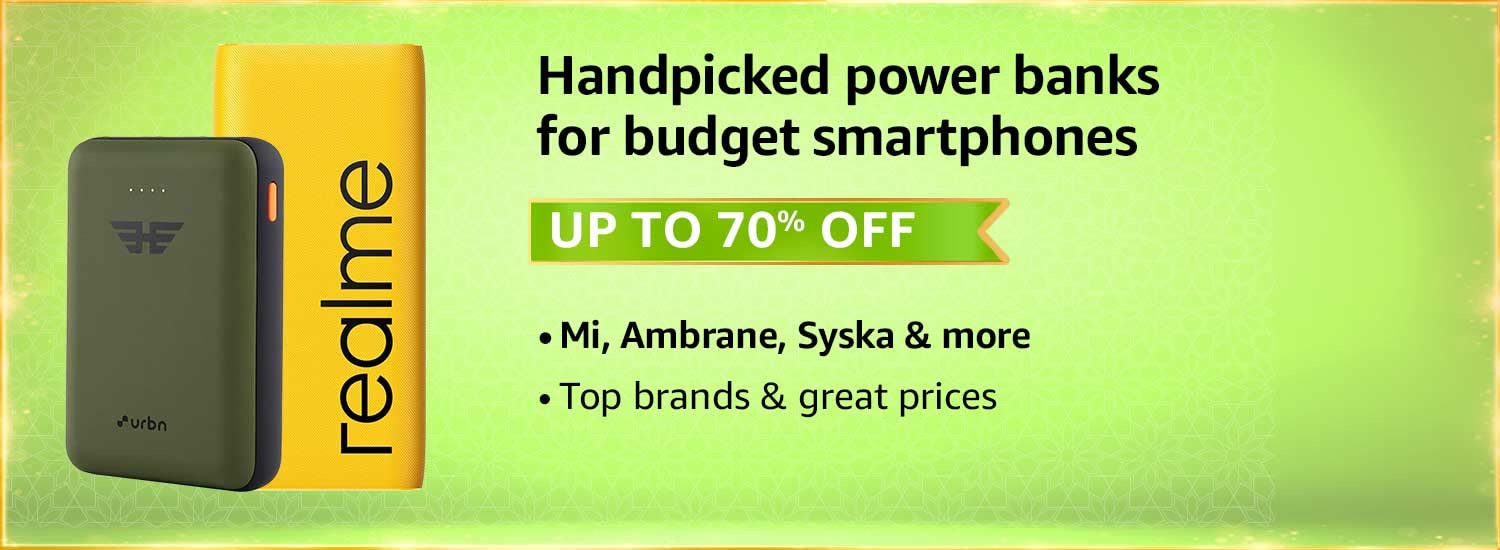 Handpicked power banks
for budget smartphones
UP TO 70% OFF
• Mi, Ambrane, Syska & more
• Top brands & great prices
realme
urbn